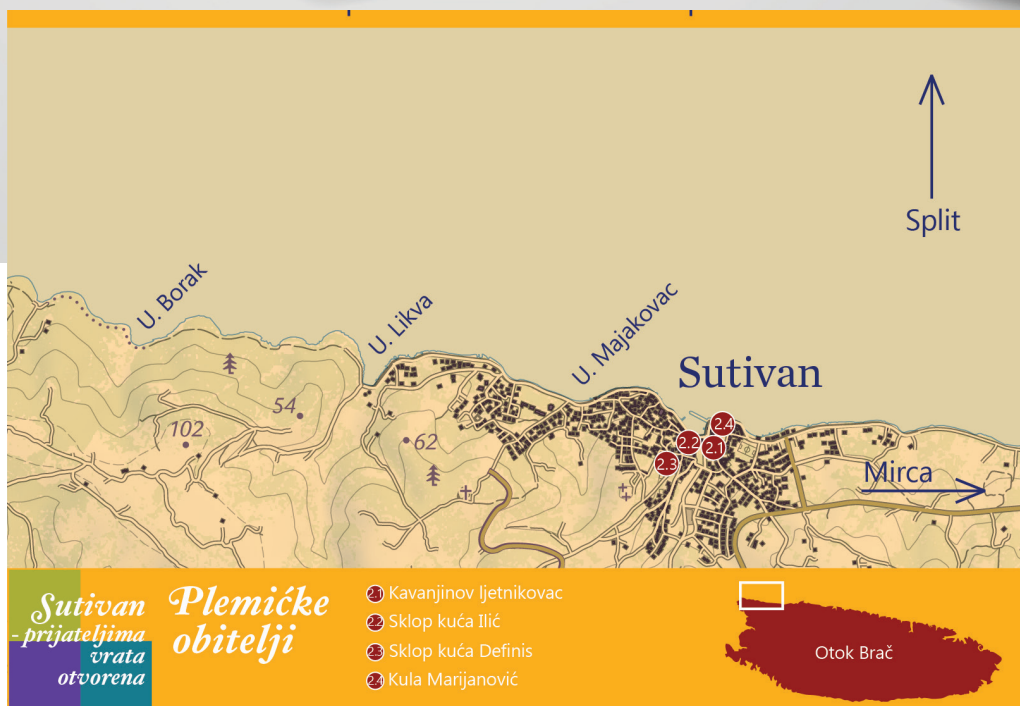 Split
U. Borak
U. Likva
U. Majakovac
Sutivan
54
102
62
2.4
2.2
2.1
2.3
Mirca
Sutivan
- prijateljima
vrata
otvorena
Plemićke
obitelji
2.1 Kavanjinov ljetnikovac
2.2 Sklop kuća Ilić
2.3 Sklop kuća Definis
2.4 Kula Marijanović
Otok Brač